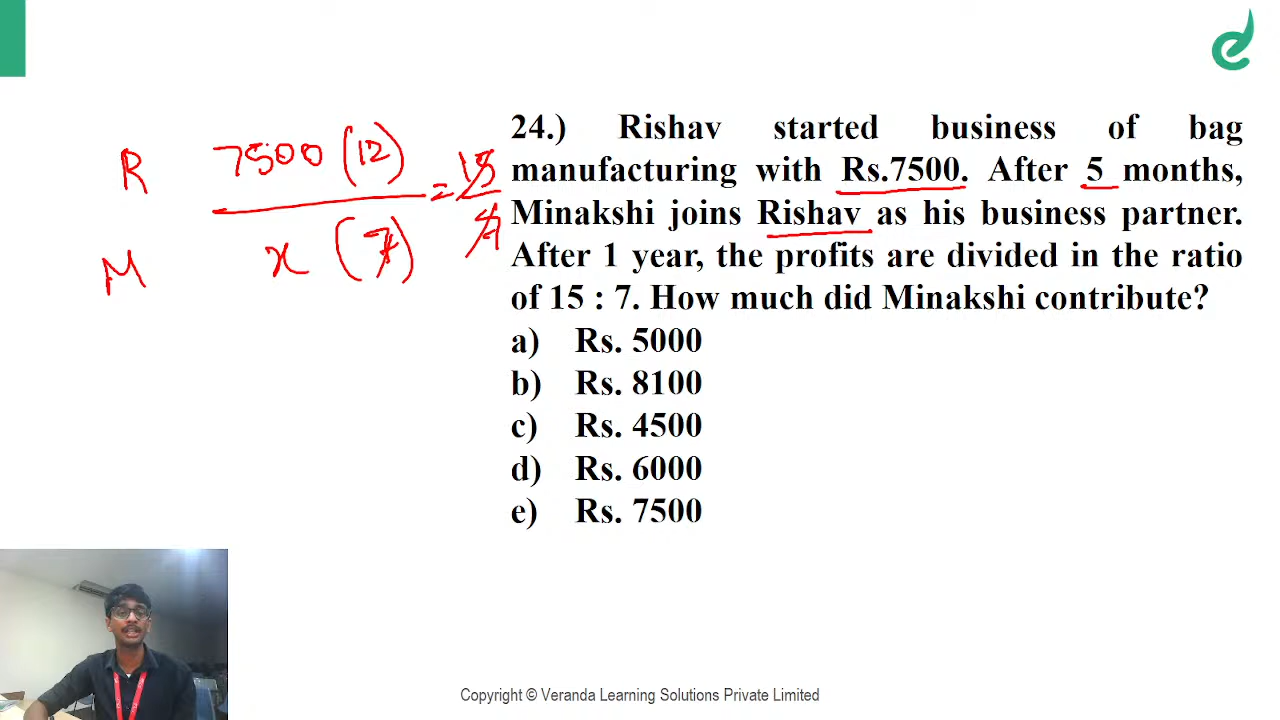 R 7500 (12) = 15
M x (7) 7
24.) Rishav started business of bag
manufacturing with Rs.7500. After 5 months,
Minakshi joins Rishav as his business partner.
After 1 year, the profits are divided in the ratio
of 15 : 7. How much did Minakshi contribute?
a) Rs. 5000
b) Rs. 8100
c) Rs. 4500
d) Rs. 6000
e) Rs. 7500
Copyright © Veranda Learning Solutions Private Limited